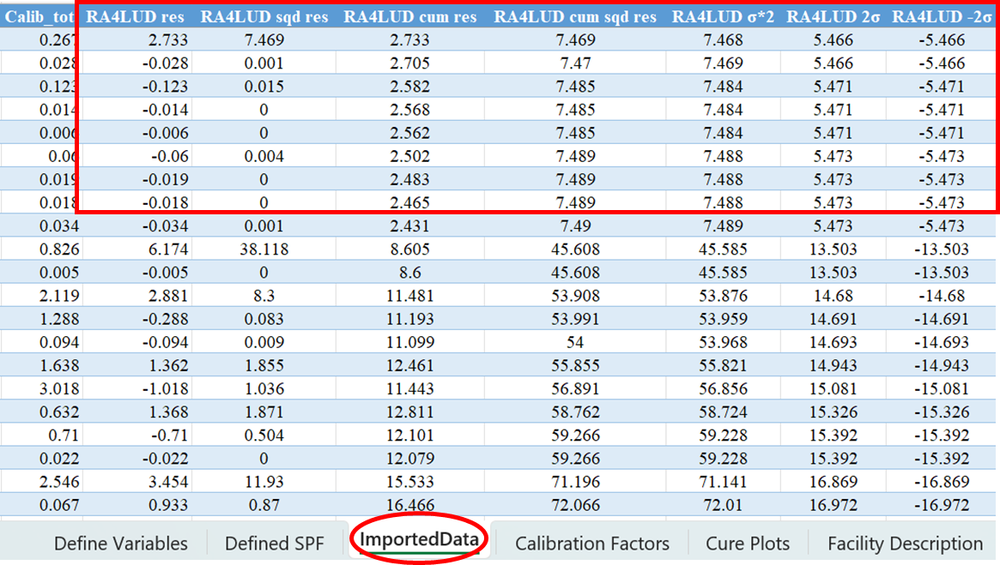 Calib_tot RA4LUD res RA4LUD sqd res RA4LUD cum res RA4LUD cum sqd res RA4LUD σ*2 RA4LUD 2σ RA4LUD -2σ
0.267 2.733 7.469 2.733 7.469 7.468 5.466 -5.466
0.028 -0.028 0.001 2.705 7.47 7.469 5.466 -5.466
0.123 -0.123 0.015 2.582 7.485 7.484 5.471 -5.471
0.014 -0.014 0 2.568 7.485 7.484 5.471 -5.471
0.006 -0.006 0 2.562 7.485 7.484 5.471 -5.471
0.06 -0.06 0.004 2.502 7.489 7.488 5.473 -5.473
0.019 -0.019 0 2.483 7.489 7.488 5.473 -5.473
0.018 -0.018 0 2.465 7.489 7.488 5.473 -5.473
0.034 -0.034 0.001 2.431 7.49 7.489 5.473 -5.473
0.826 6.174 38.118 8.605 45.608 45.585 13.503 -13.503
0.005 -0.005 0 8.6 45.608 45.585 13.503 -13.503
2.119 2.881 8.3 11.481 53.908 53.876 14.68 -14.68
1.288 -0.288 0.083 11.193 53.991 53.959 14.691 -14.691
0.094 -0.094 0.009 11.099 54 53.968 14.693 -14.693
1.638 1.362 1.855 12.461 55.855 55.821 14.943 -14.943
3.018 -1.018 1.036 11.443 56.891 56.856 15.081 -15.081
0.632 1.368 1.871 12.811 58.762 58.724 15.326 -15.326
0.71 -0.71 0.504 12.101 59.266 59.228 15.392 -15.392
0.022 -0.022 0 12.079 59.266 59.228 15.392 -15.392
2.546 3.454 11.93 15.533 71.196 71.141 16.869 -16.869
0.067 0.933 0.87 16.466 72.066 72.01 16.972 -16.972
Define Variables Defined SPF ImportedData Calibration Factors Cure Plots Facility Description